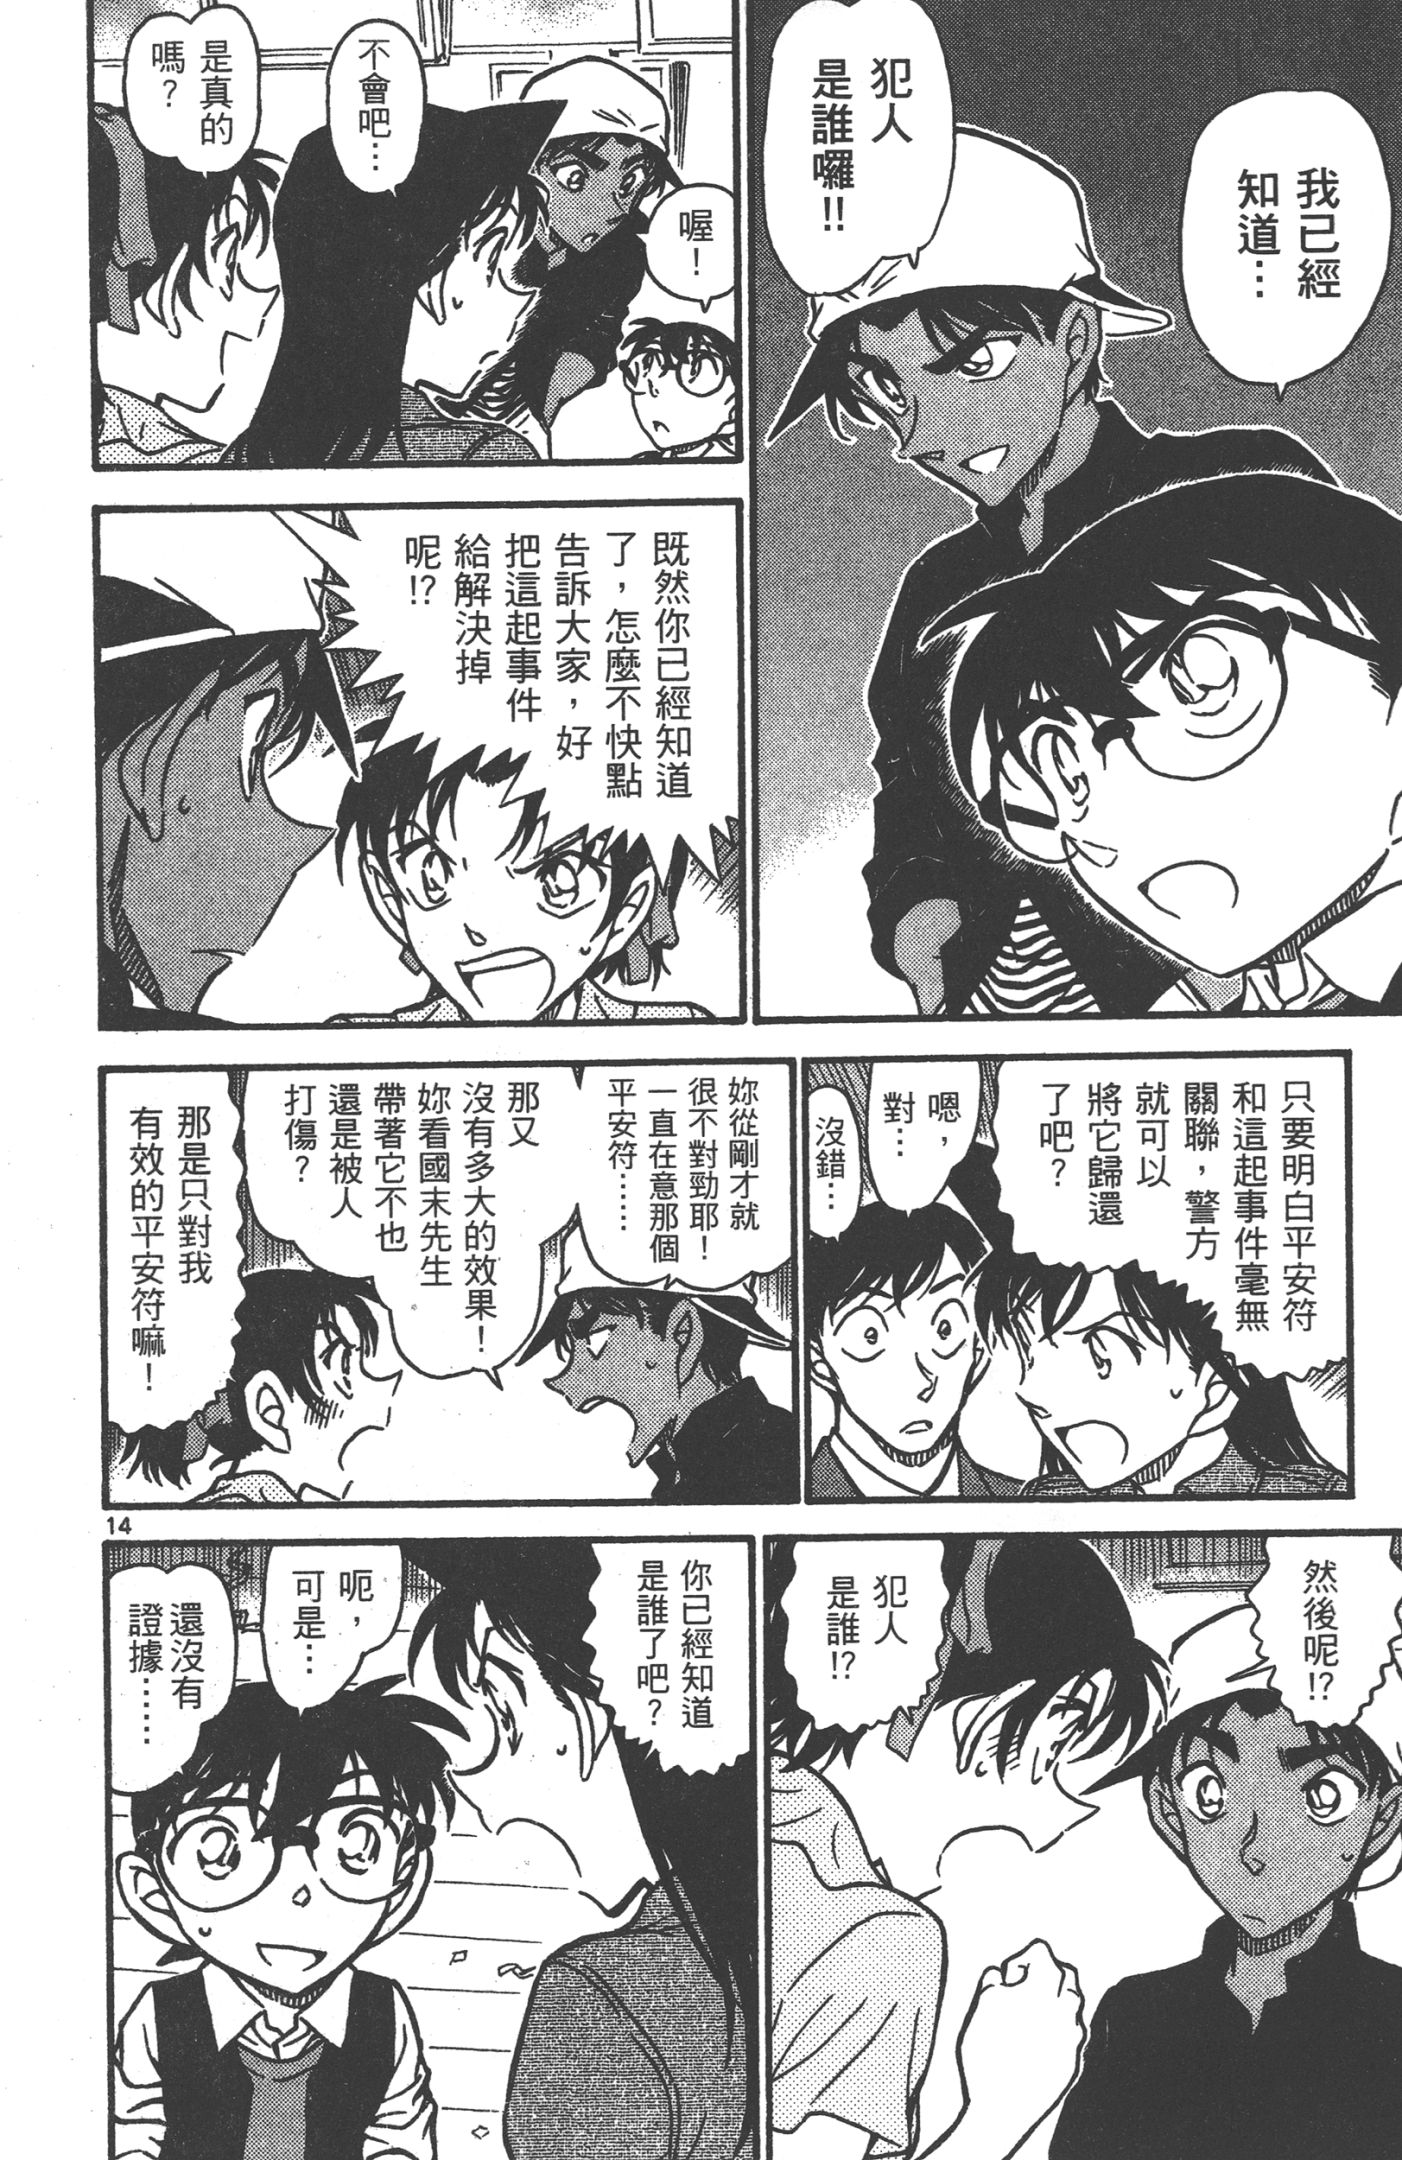 我已經
知道…
犯人
是誰囉!!
喔！
不會吧…
是真的
嗎？
既然你已經知道
了，怎麼不快點
告訴大家，好
把這起事件
給解決掉
呢!?
只要明白平安符
和這起事件毫無
關聯，警方
就可以
將它歸還
了吧？
嗯，
對…
沒錯…
妳從剛才就
很不對勁耶！
一直在意那個
平安符……
那又
沒有多大的效果！
妳看國末先生
帶著它不也
還是被人
打傷？
那是只對我
有效的平安符嘛！
然後呢!?
犯人
是誰!?
你已經知道
是誰了吧？
呃，
可是…
還沒有
證據……
14